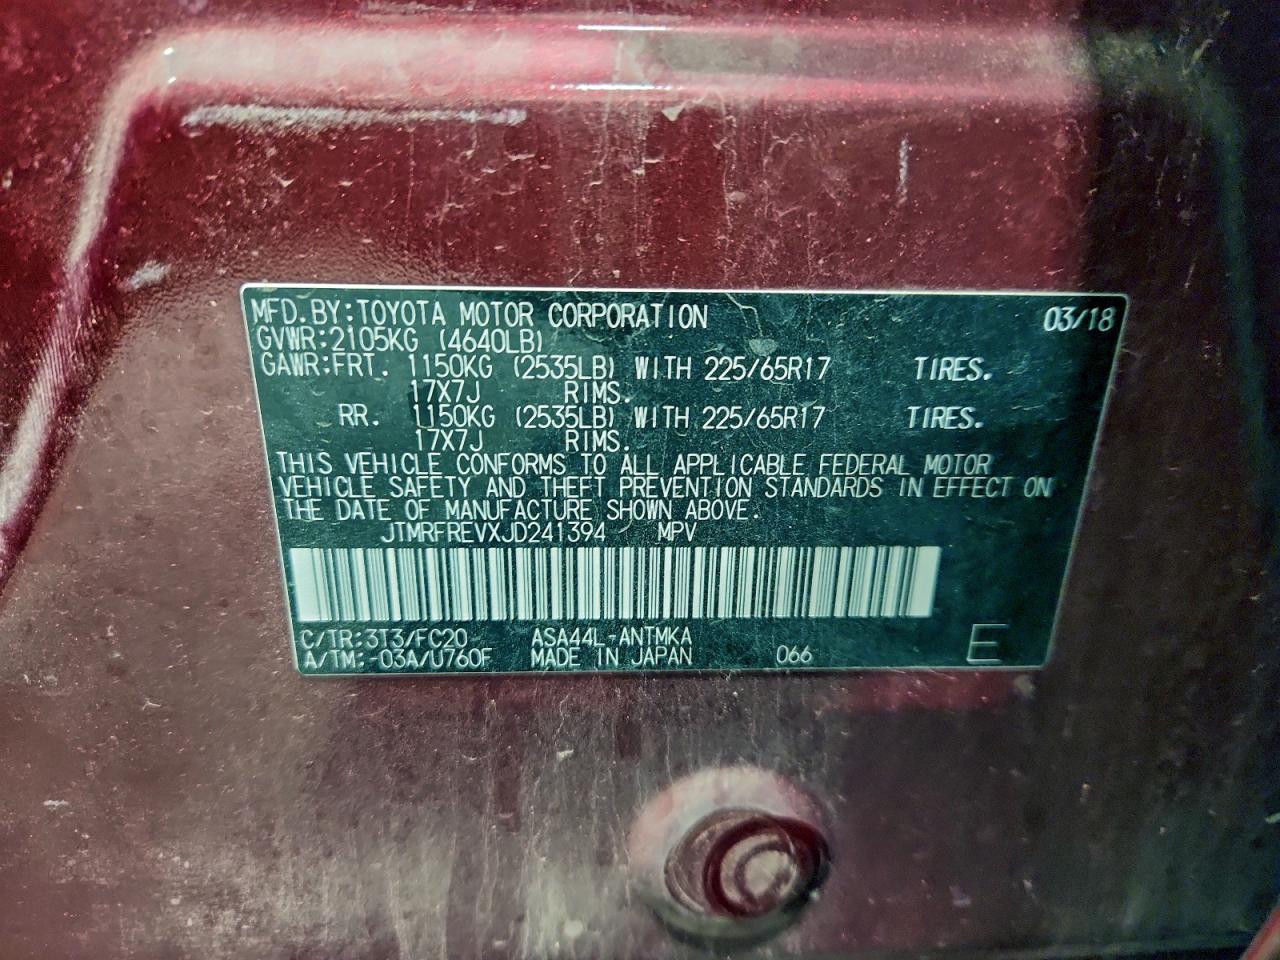 MFD.BY:TOYOTA MOTOR CORPORATION 03/18
GVWR:2105KG (4640LB)
GAWR:FRT. 1150KG (2535LB) WITH 225/65R17 TIRES.
17X7J RIMS.
RR. 1150KG (2535LB) WITH 225/65R17 TIRES.
17X7J RIMS.
THIS VEHICLE CONFORMS TO ALL APPLICABLE FEDERAL MOTOR
VEHICLE SAFETY AND THEFT PREVENTION STANDARDS IN EFFECT ON
THE DATE OF MANUFACTURE SHOWN ABOVE.
JTMRFREVXJD241394 MPV
C/TR:3T3/FC20 ASA44L-ANTMKA
A/TM:-03A/U760F MADE IN JAPAN 066 E